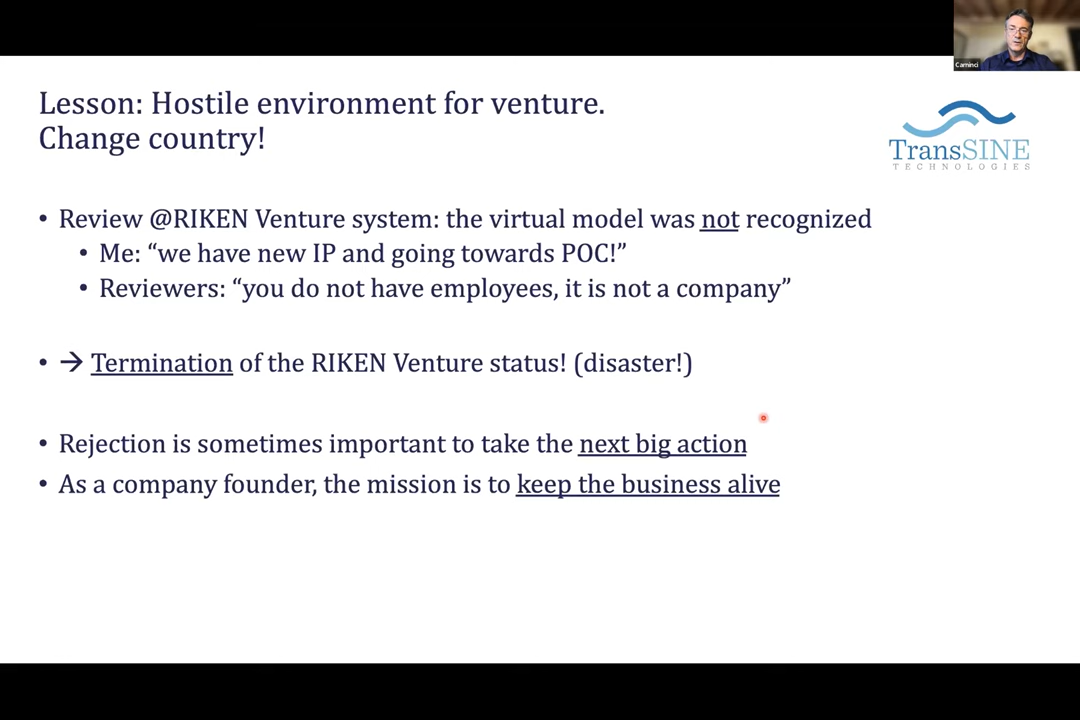 Caminci
Lesson: Hostile environment for venture.
Change country!
TransSINE
TECHNOLOGIES
• Review @RIKEN Venture system: the virtual model was not recognized
• Me: “we have new IP and going towards POC!”
• Reviewers: “you do not have employees, it is not a company”
• → Termination of the RIKEN Venture status! (disaster!)
• Rejection is sometimes important to take the next big action
• As a company founder, the mission is to keep the business alive